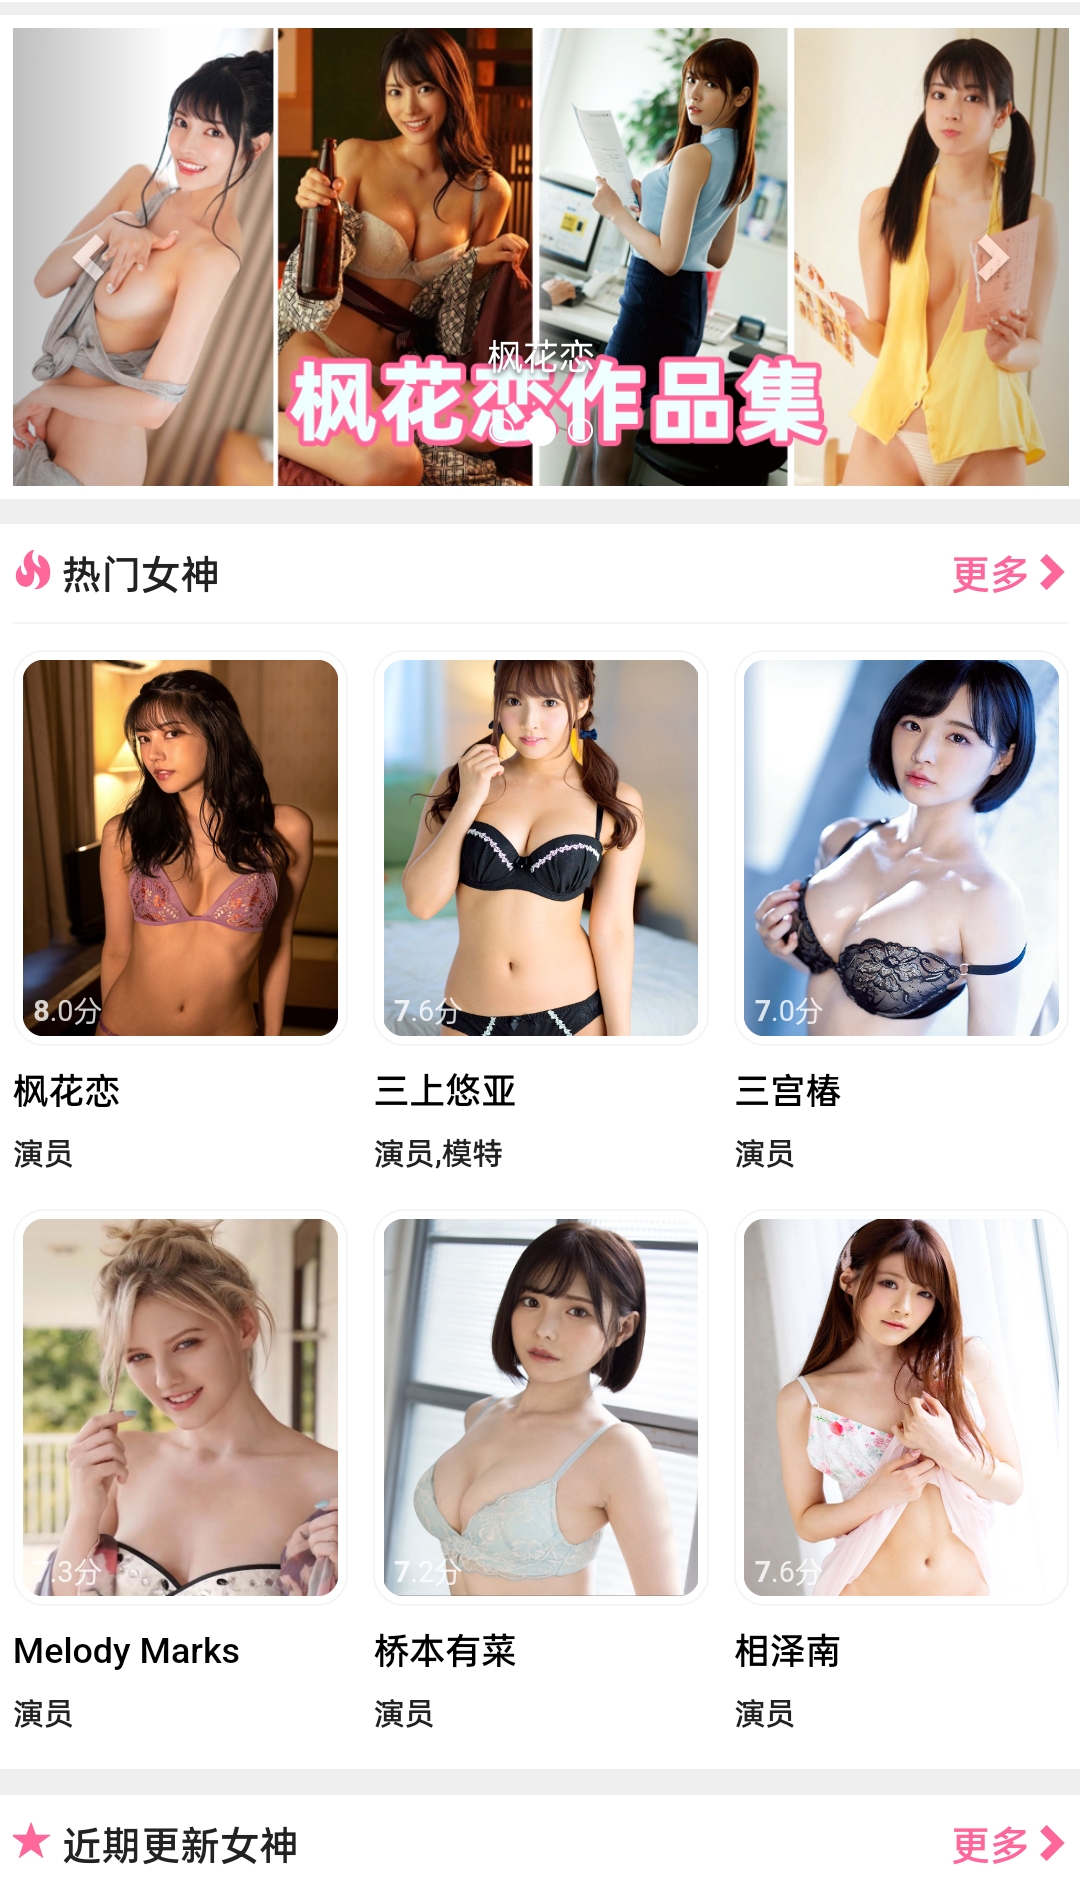 枫花恋
枫花恋作品集
热门女神
更多
8.0分
7.6分
7.0分
枫花恋
三上悠亚
三宫椿
演员
演员,模特
演员
7.3分
7.2分
7.6分
Melody Marks
桥本有菜
相泽南
演员
演员
演员
近期更新女神
更多